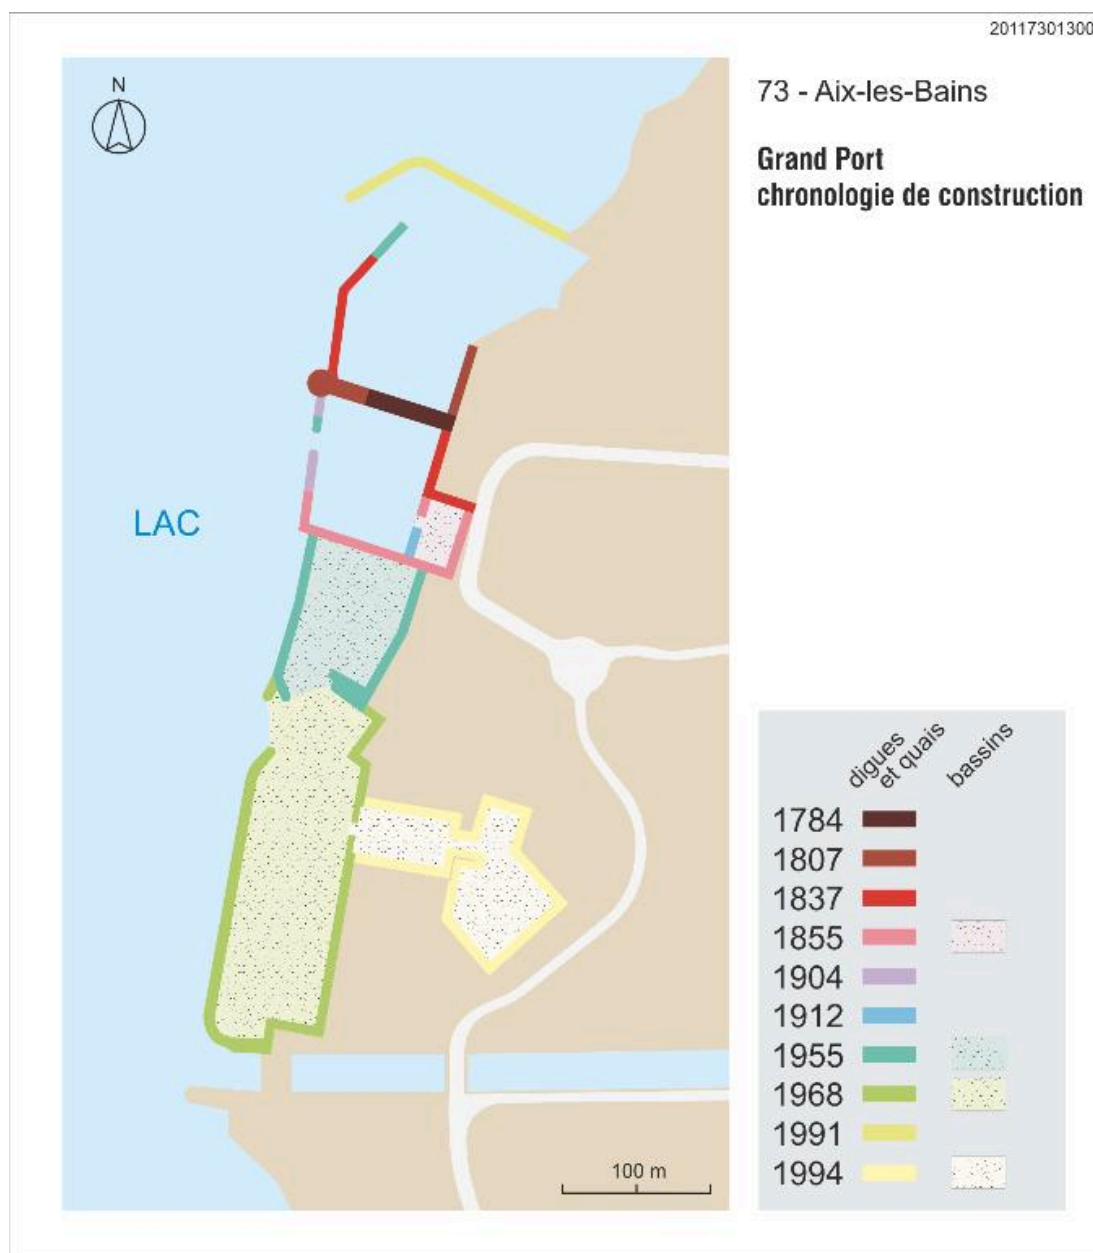 20117301300
N
73 - Aix-les-Bains
Grand Port
chronologie de construction
LAC
digues
et quais
bassins
1784
1807
1837
1855
1904
1912
1955
1968
1991
1994
100 m